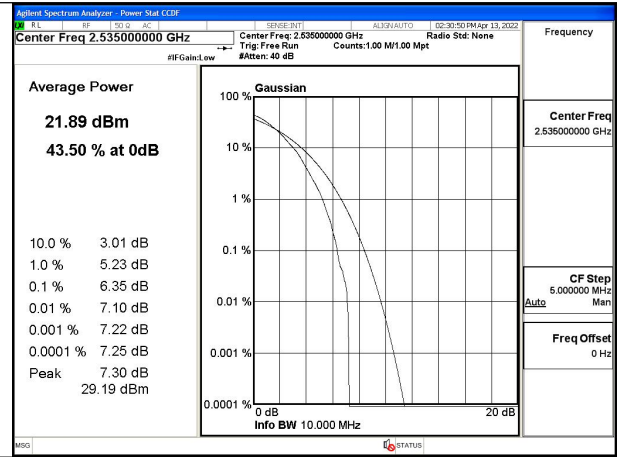 Agilent Spectrum Analyzer - Power Stat CCDF
RL RF 50 Ω AC SENSE:INT ALIGNAUTO 02:30:50 PM Apr 13, 2022
Center Freq 2.535000000 GHz
Center Freq: 2.535000000 GHz Radio Std: None
Trig: Free Run Counts:1.00 M/1.00 Mpt
#IFGain:Low #Atten: 40 dB
Frequency
Average Power
21.89 dBm
43.50 % at 0dB
10.0 % 3.01 dB
1.0 % 5.23 dB
0.1 % 6.35 dB
0.01 % 7.10 dB
0.001 % 7.22 dB
0.0001 % 7.25 dB
Peak 7.30 dB
29.19 dBm
Gaussian
100 %
10 %
1 %
0.1 %
0.01 %
0.001 %
0.0001 %
0 dB 20 dB
Info BW 10.000 MHz
Center Freq
2.535000000 GHz
CF Step
5.000000 MHz
Auto Man
Freq Offset
0 Hz
MSG STATUS